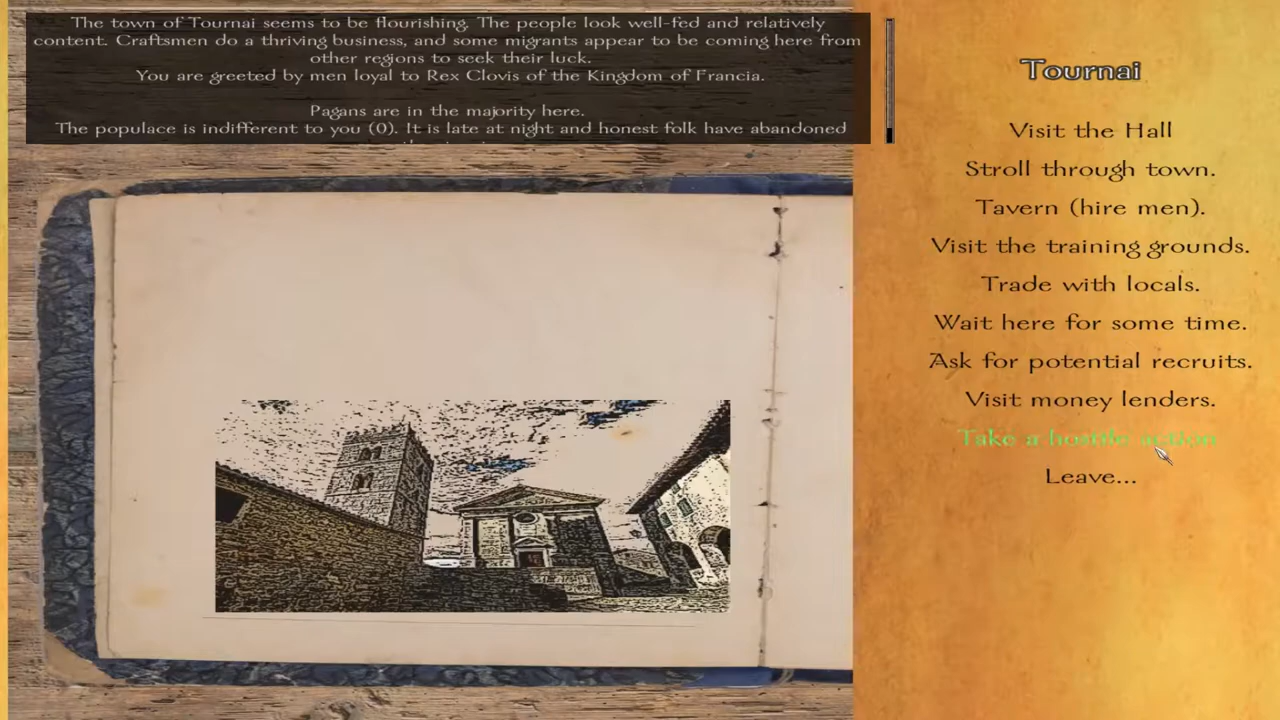 The town of Tournai seems to be flourishing. The people look well-fed and relatively
content. Craftsmen do a thriving business, and some migrants appear to be coming here from
other regions to seek their luck.
You are greeted by men loyal to Rex Clovis of the Kingdom of Francia.
Pagans are in the majority here.
The populace is indifferent to you (0). It is late at night and honest folk have abandoned
Tournai
Visit the Hall
Stroll through town.
Tavern (hire men).
Visit the training grounds.
Trade with locals.
Wait here for some time.
Ask for potential recruits.
Visit money lenders.
Take a hostile action
Leave...